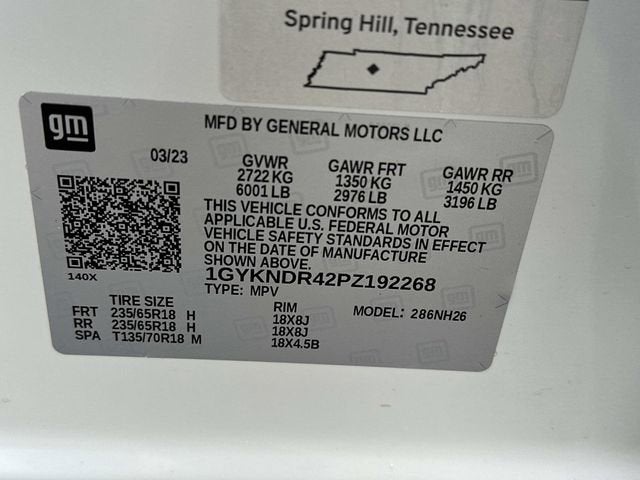 Spring Hill, Tennessee
gm
MFD BY GENERAL MOTORS LLC
03/23
GVWR
2722 KG
6001 LB
GAWR FRT
1350 KG
2976 LB
GAWR RR
1450 KG
3196 LB
THIS VEHICLE CONFORMS TO ALL
APPLICABLE U.S. FEDERAL MOTOR
VEHICLE SAFETY STANDARDS IN EFFECT
ON THE DATE OF MANUFACTURE
SHOWN ABOVE.
140X
1GYKNDR42PZ192268
TYPE: MPV
TIRE SIZE
RIM
MODEL: 286NH26
FRT 235/65R18 H 18X8J
RR 235/65R18 H 18X8J
SPA T135/70R18 M 18X4.5B